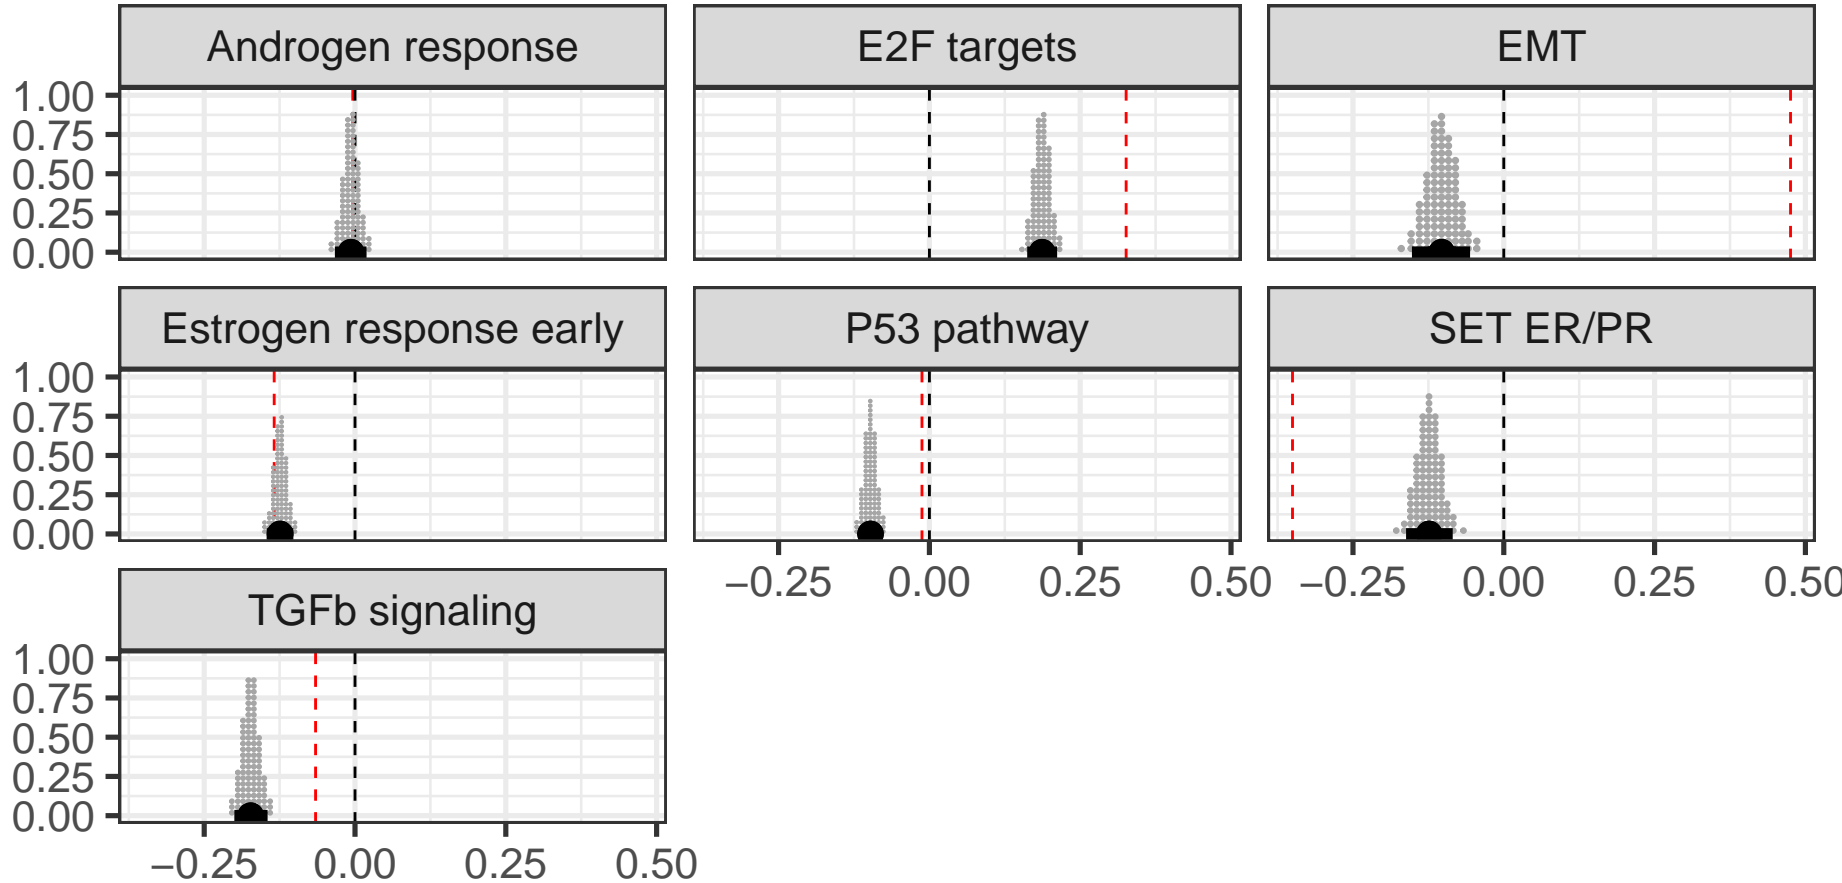 Androgen response
E2F targets
EMT
1.00
0.75
0.50
0.25
0.00
Estrogen response early
P53 pathway
SET ER/PR
1.00
0.75
0.50
0.25
0.00
−0.25 0.00 0.25 0.50
−0.25 0.00 0.25 0.50
TGFb signaling
1.00
0.75
0.50
0.25
0.00
−0.25 0.00 0.25 0.50